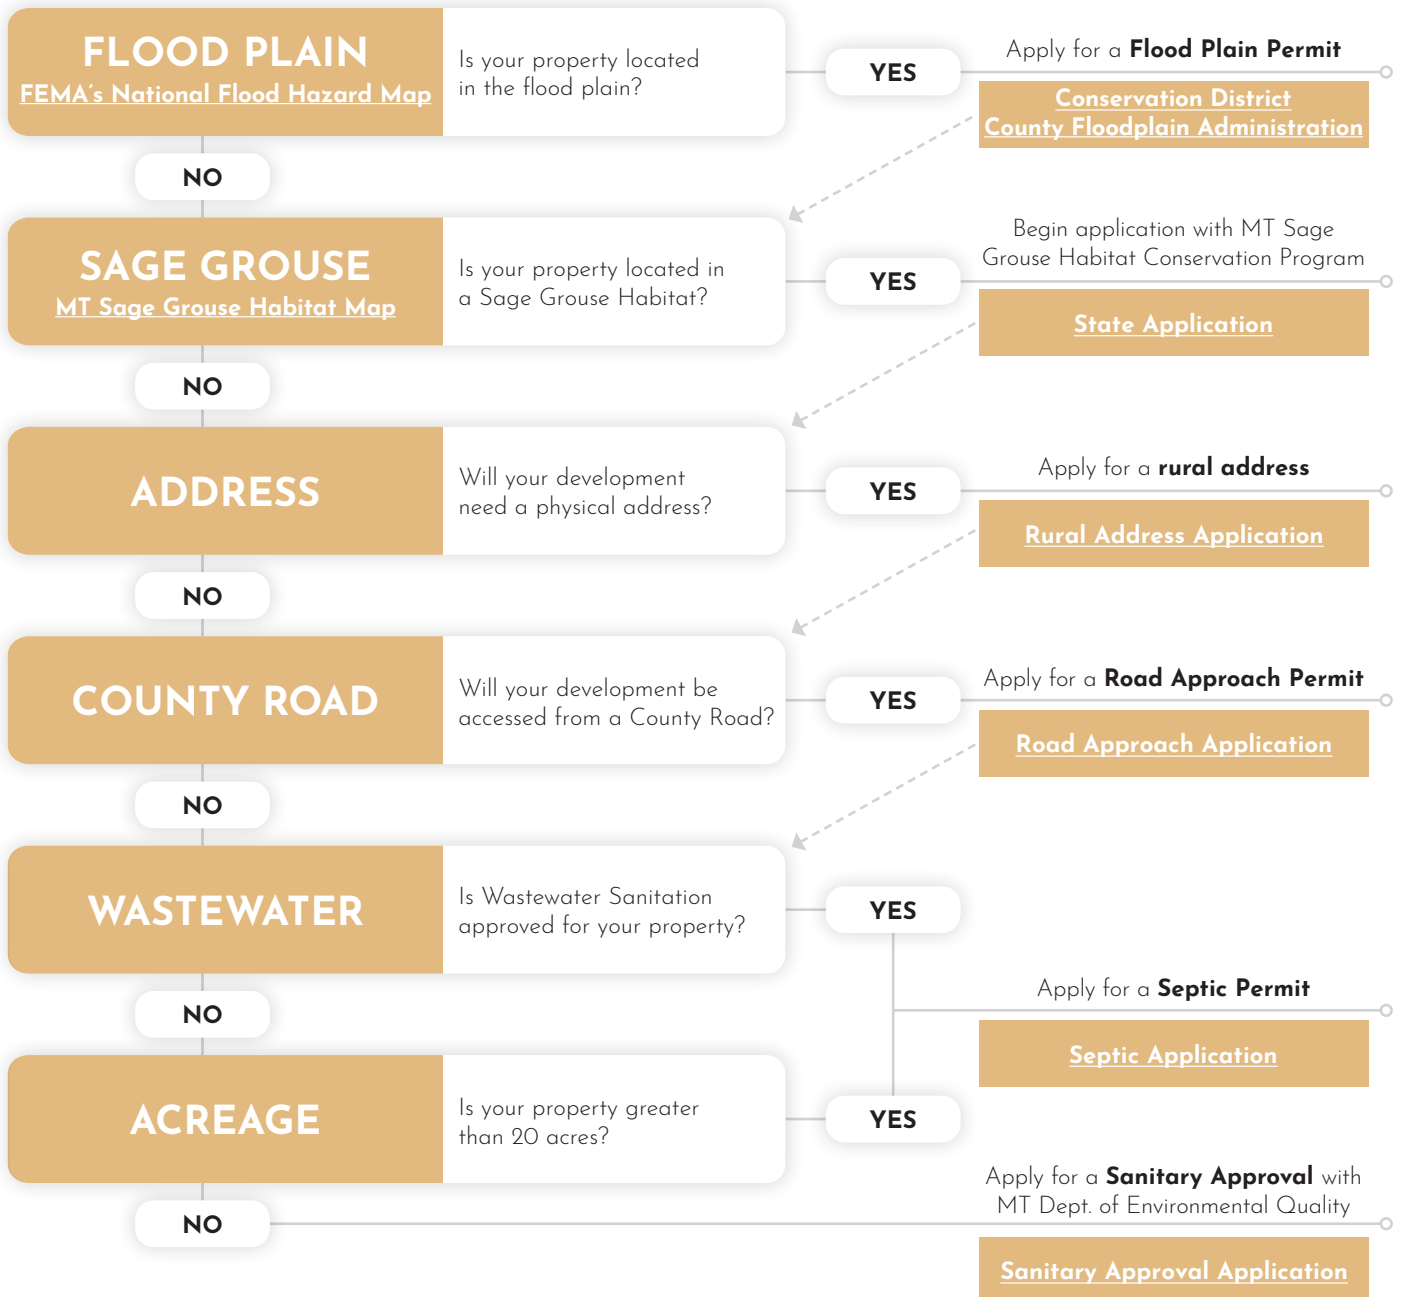 FLOOD PLAIN
FEMA's National Flood Hazard Map
Is your property located
in the flood plain?
YES
Apply for a Flood Plain Permit
Conservation District
County Floodplain Administration
NO
SAGE GROUSE
MT Sage Grouse Habitat Map
Is your property located in
a Sage Grouse Habitat?
YES
Begin application with MT Sage
Grouse Habitat Conservation Program
State Application
NO
ADDRESS
Will your development
need a physical address?
YES
Apply for a rural address
Rural Address Application
NO
COUNTY ROAD
Will your development be
accessed from a County Road?
YES
Apply for a Road Approach Permit
Road Approach Application
NO
WASTEWATER
Is Wastewater Sanitation
approved for your property?
YES
Apply for a Septic Permit
Septic Application
NO
ACREAGE
Is your property greater
than 20 acres?
YES
NO
Apply for a Sanitary Approval with
MT Dept. of Environmental Quality
Sanitary Approval Application